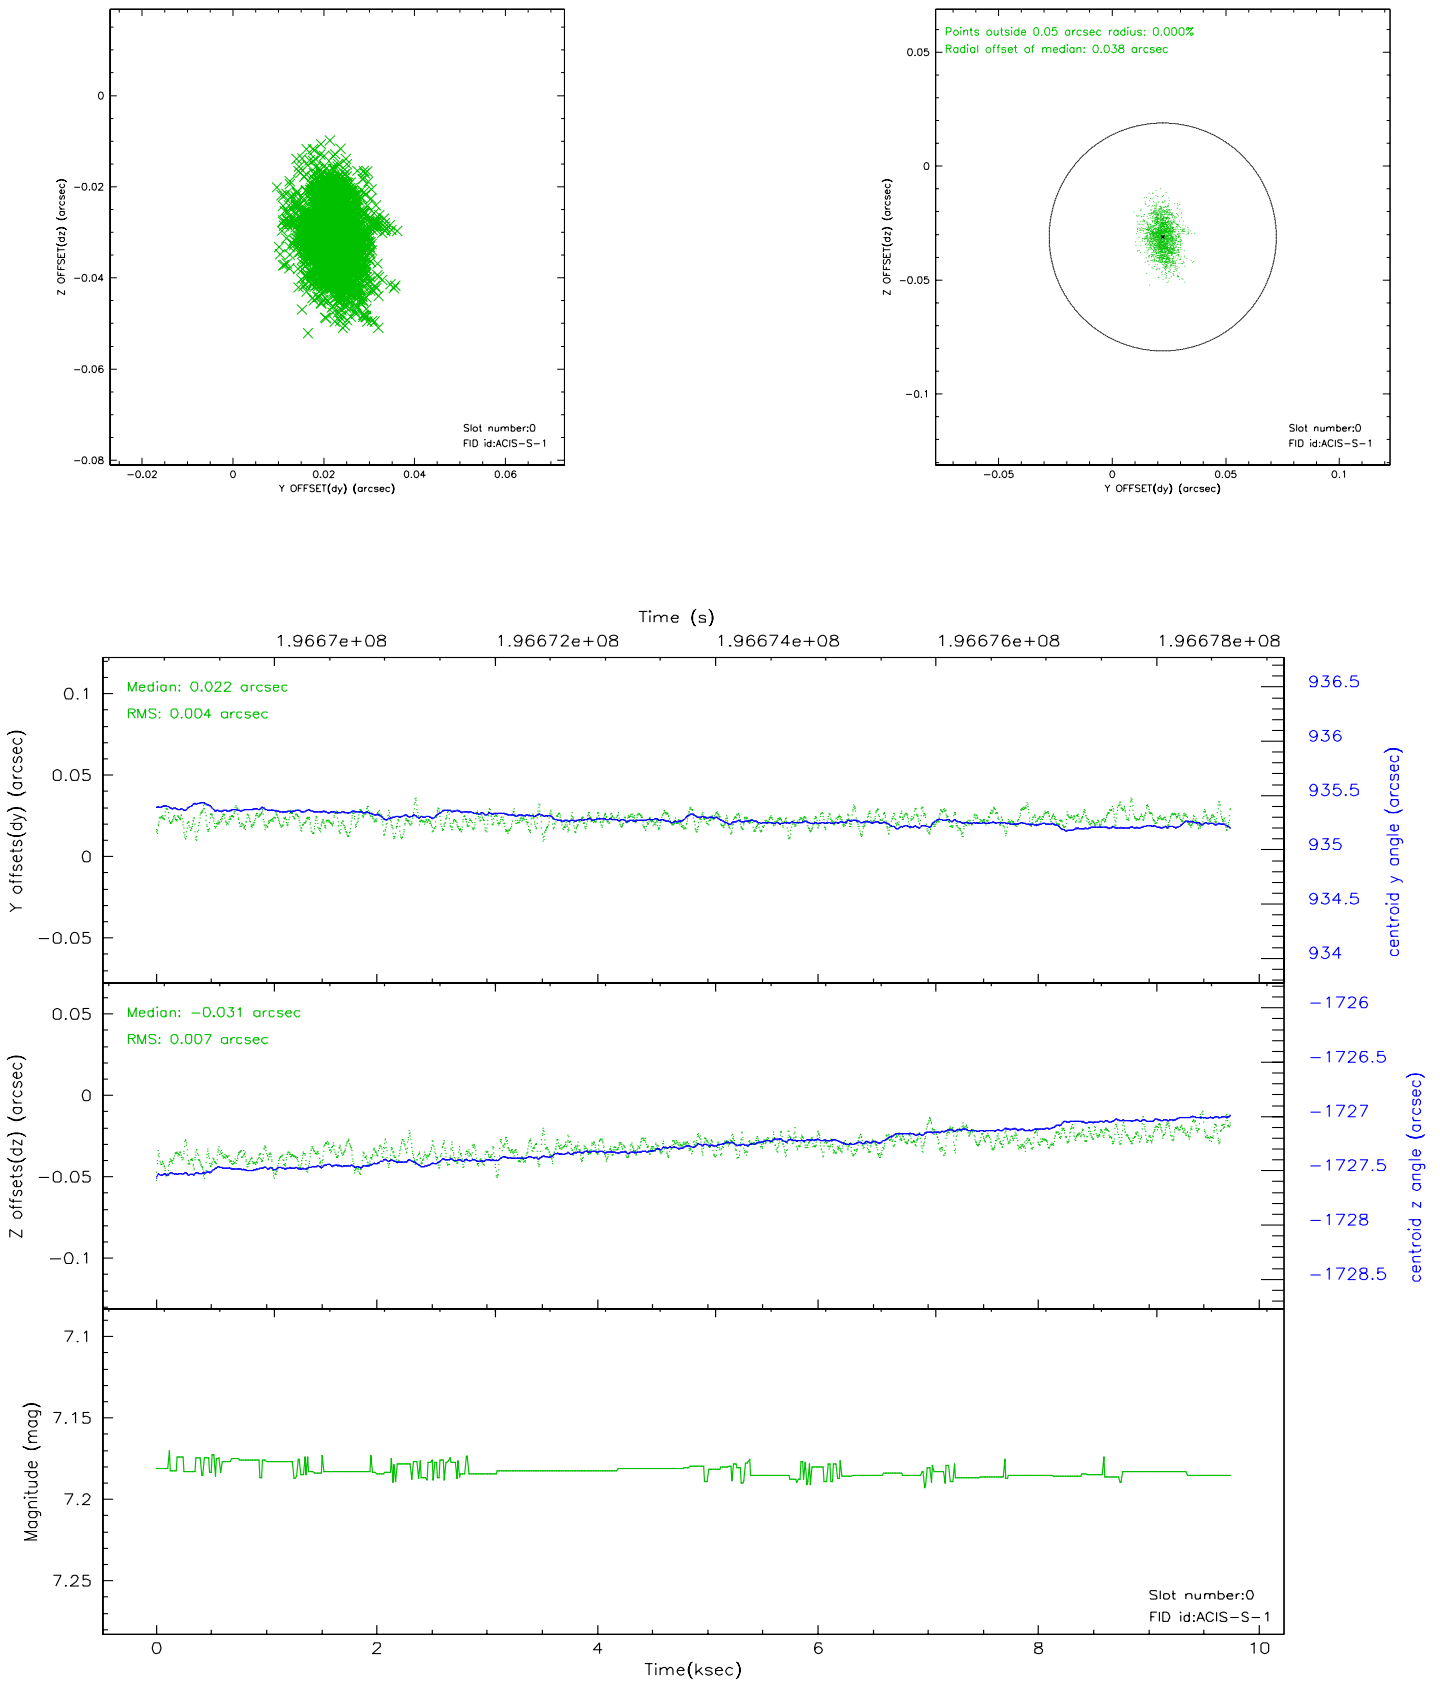 0
−0.02
−0.04
−0.06
−0.08
Z OFFSET(dz) (arcsec)
−0.02
0
0.02
0.04
0.06
Y OFFSET(dy) (arcsec)
Slot number:0
FID id:ACIS−S−1
Points outside 0.05 arcsec radius: 0.000%
Radial offset of median: 0.038 arcsec
0.05
0
−0.05
−0.1
Z OFFSET(dz) (arcsec)
−0.05
0
0.05
0.1
Y OFFSET(dy) (arcsec)
Slot number:0
FID id:ACIS−S−1
Time (s)
1.9667e+08
1.96672e+08
1.96674e+08
1.96676e+08
1.96678e+08
Median: 0.022 arcsec
RMS: 0.004 arcsec
0.1
0.05
0
−0.05
Y offsets(dy) (arcsec)
936.5
936
935.5
935
934.5
934
centroid y angle (arcsec)
Median: −0.031 arcsec
RMS: 0.007 arcsec
0.05
0
−0.05
−0.1
Z offsets(dz) (arcsec)
−1726
−1726.5
−1727
−1727.5
−1728
−1728.5
centroid z angle (arcsec)
7.1
7.15
7.2
7.25
Magnitude (mag)
Slot number:0
FID id:ACIS−S−1
0
2
4
6
8
10
Time(ksec)